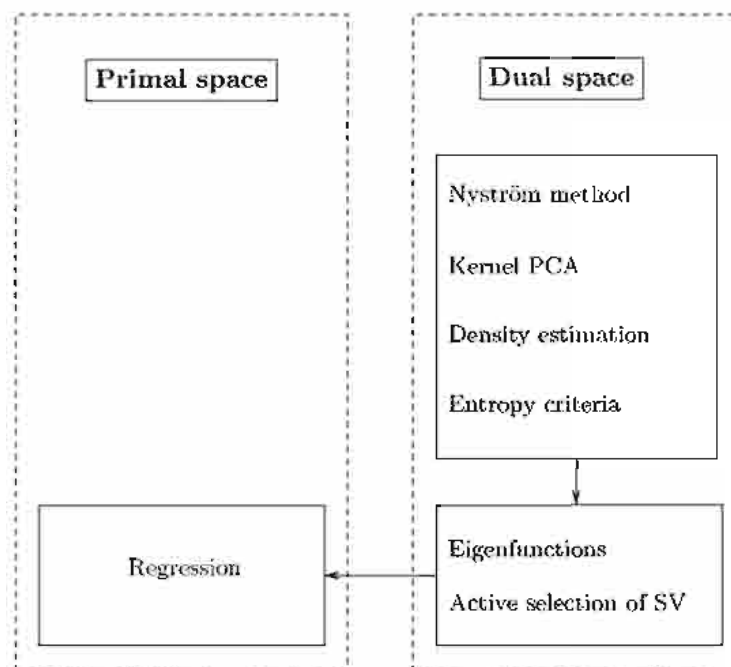 Primal space
Dual space
Nyström method
Kernel PCA
Density estimation
Entropy criteria
Regression
Eigenfunctions
Active selection of SV